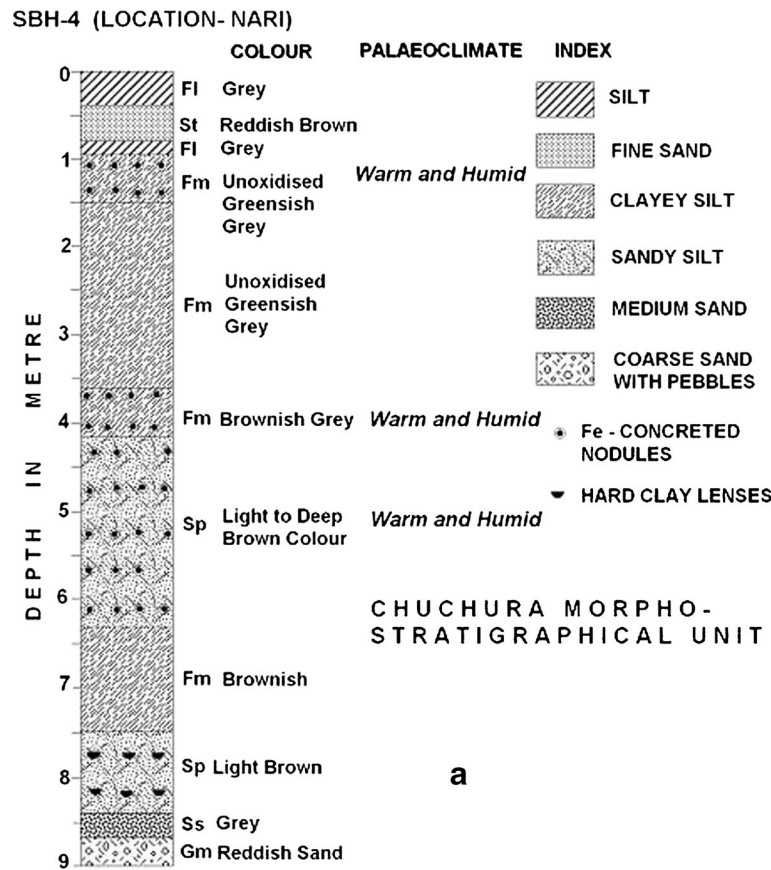 SBH-4 (LOCATION- NARI)
COLOUR PALAEOCLIMATE INDEX
DEPTH IN METRE
0
1
2
3
4
5
6
7
8
9
Fl Grey
St Reddish Brown
Fl Grey
Fm Unoxidised
Greensish
Grey
Warm and Humid
Fm Unoxidised
Greensish
Grey
Fm Brownish Grey Warm and Humid
Sp Light to Deep
Brown Colour
Warm and Humid
Fm Brownish
Sp Light Brown
Ss Grey
Gm Reddish Sand
SILT
FINE SAND
CLAYEY SILT
SANDY SILT
MEDIUM SAND
COARSE SAND
WITH PEBBLES
Fe - CONCRETED
NODULES
HARD CLAY LENSES
CHUCHURA MORPHO-
STRATIGRAPHICAL UNIT
a